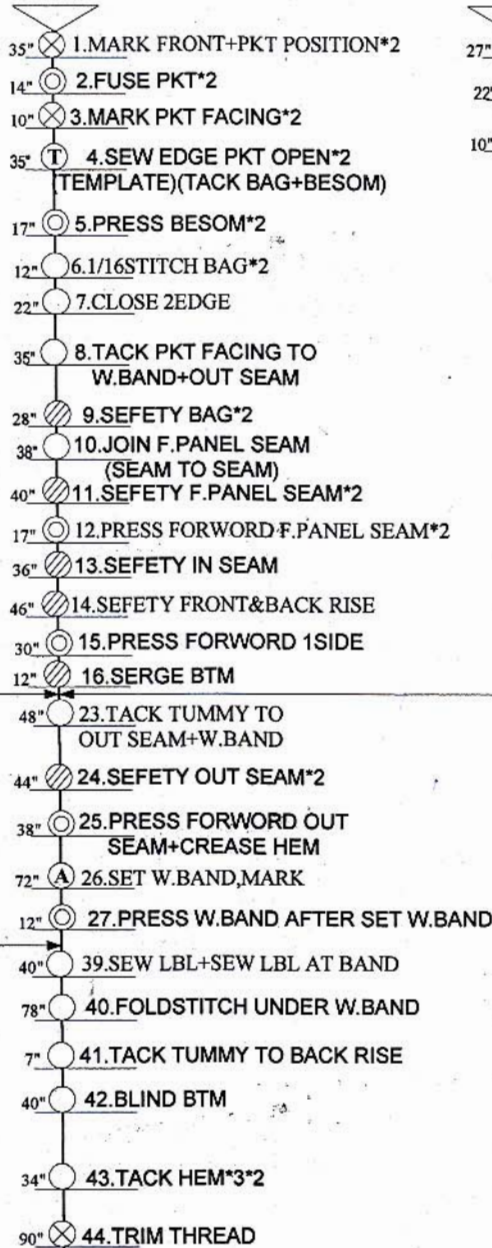 35" 1.MARK FRONT+PKT POSITION*2
27"
14" 2.FUSE PKT*2
22"
10" 3.MARK PKT FACING*2
10"
35" T 4.SEW EDGE PKT OPEN*2
(TEMPLATE)(TACK BAG+BESOM)
17" 5.PRESS BESOM*2
12" 6.1/16STITCH BAG*2
22" 7.CLOSE 2EDGE
35" 8.TACK PKT FACING TO
W.BAND+OUT SEAM
28" 9.SEFETY BAG*2
38" 10.JOIN F.PANEL SEAM
(SEAM TO SEAM)
40" 11.SEFETY F.PANEL SEAM*2
17" 12.PRESS FORWORD F.PANEL SEAM*2
36" 13.SEFETY IN SEAM
46" 14.SEFETY FRONT&BACK RISE
30" 15.PRESS FORWORD 1SIDE
12" 16.SERGE BTM
48" 23.TACK TUMMY TO
OUT SEAM+W.BAND
44" 24.SEFETY OUT SEAM*2
38" 25.PRESS FORWORD OUT
SEAM+CREASE HEM
72" A 26.SET W.BAND,MARK
12" 27.PRESS W.BAND AFTER SET W.BAND
40" 39.SEW LBL+SEW LBL AT BAND
78" 40.FOLDSTITCH UNDER W.BAND
7" 41.TACK TUMMY TO BACK RISE
40" 42.BLIND BTM
34" 43.TACK HEM*3*2
90" 44.TRIM THREAD